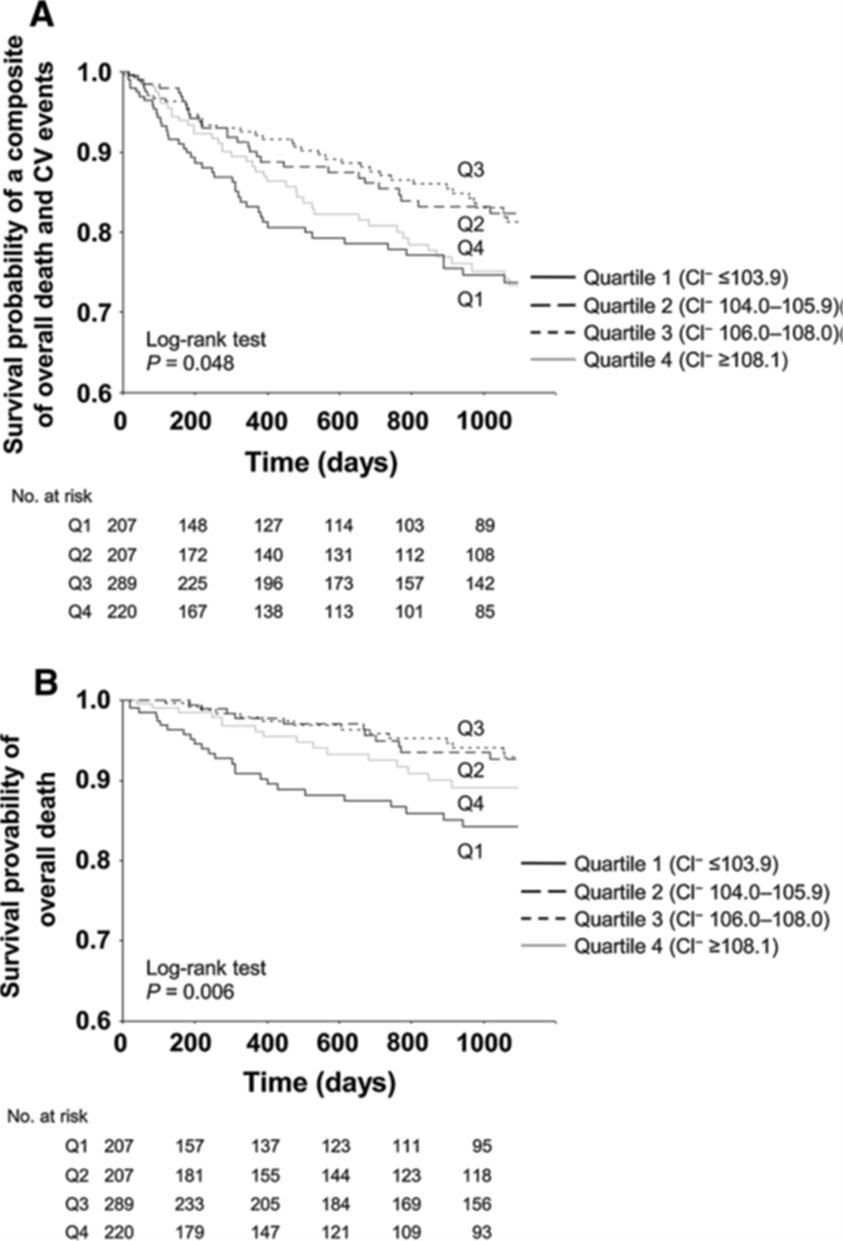 A
Survival probability of a composite
of overall death and CV events
1.0
0.9
0.8
0.7
0.6
Q3
Q2
Q4
Q1
Log-rank test
P = 0.048
Quartile 1 (Cl⁻ ≤103.9)
Quartile 2 (Cl⁻ 104.0–105.9)(
Quartile 3 (Cl⁻ 106.0–108.0)(
Quartile 4 (Cl⁻ ≥108.1)
0 200 400 600 800 1000
Time (days)
No. at risk
Q1 207 148 127 114 103 89
Q2 207 172 140 131 112 108
Q3 289 225 196 173 157 142
Q4 220 167 138 113 101 85
B
Survival provability of
overall death
1.0
0.9
0.8
0.7
0.6
Q3
Q2
Q4
Q1
Log-rank test
P = 0.006
Quartile 1 (Cl⁻ ≤103.9)
Quartile 2 (Cl⁻ 104.0–105.9)
Quartile 3 (Cl⁻ 106.0–108.0)
Quartile 4 (Cl⁻ ≥108.1)
0 200 400 600 800 1000
Time (days)
No. at risk
Q1 207 157 137 123 111 95
Q2 207 181 155 144 123 118
Q3 289 233 205 184 169 156
Q4 220 179 147 121 109 93